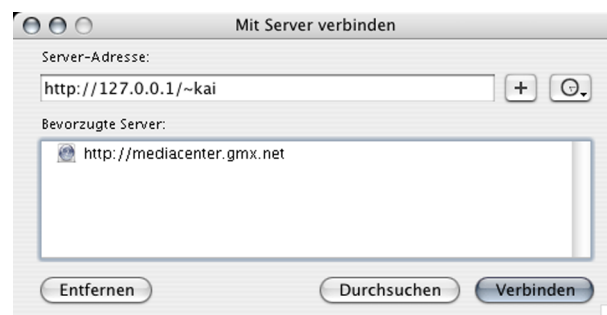 Mit Server verbinden
Server-Adresse:
http://127.0.0.1/~kai
+
Bevorzugte Server:
http://mediacenter.gmx.net
Entfernen
Durchsuchen
Verbinden